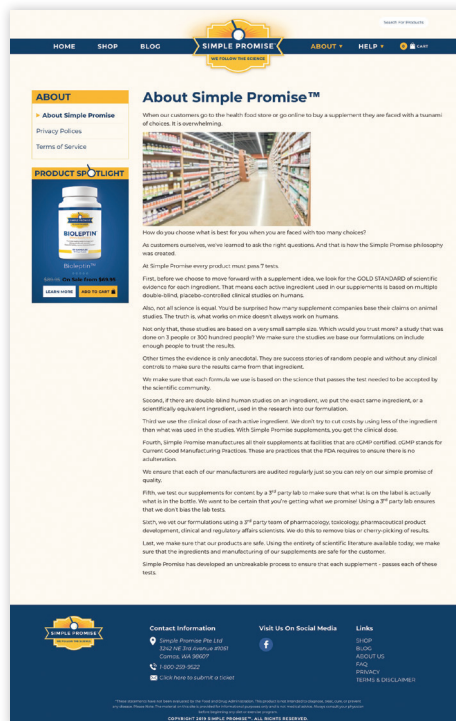 Search For Products
HOME SHOP BLOG SIMPLE PROMISE ABOUT HELP CART
WE FOLLOW THE SCIENCE
ABOUT
About Simple Promise
Privacy Polices
Terms of Service
PRODUCT SPOTLIGHT
BIOLEPTIN
Bioleptin™
On Sale From
LEARN MORE ADD TO CART
About Simple Promise™
When our customers go to the health food store or go online to buy a supplement they are faced with a tsunami
of choices. It is overwhelming.
How do you choose what is best for you when you are faced with too many choices?
As customers ourselves, we've learned to ask the right questions. And that is how the Simple Promise philosophy
was created.
At Simple Promise every product must pass 7 tests.
First, before we choose to move forward with a supplement idea, we look for the GOLD STANDARD of scientific
evidence for each ingredient. That means each active ingredient used in our supplements is based on multiple
double-blind, placebo-controlled clinical studies on humans.
Also, not all science is equal. You'd be surprised how many supplement companies base their claims on animal
studies. The truth is, what works on mice doesn't always work on humans.
Not only that, those studies are based on a very small sample size. Which would you trust more? a study that was
done on 3 people or 300 hundred people? We make sure the studies we base our formulations on include
enough people to trust the results.
Other times the evidence is only anecdotal. They are success stories of random people and without any clinical
controls to make sure the results came from that ingredient.
We make sure that each formula we use is based on the science that passes the test needed to be accepted by
the scientific community.
Second, if there are double-blind human studies on an ingredient, we put the exact same ingredient, or a
scientifically equivalent ingredient, used in the research into our formulation.
Third we use the clinical dose of each active ingredient. We don't try to cut costs by using less of the ingredient
then what was used in the studies. With Simple Promise supplements, you get the clinical dose.
Fourth, Simple Promise manufactures all their supplements at facilities that are cGMP certified. cGMP stands for
Current Good Manufacturing Practices. These are practices that the FDA requires to ensure there is no
adulteration.
We ensure that each of our manufacturers are audited regularly just so you can rely on our simple promise of
quality.
Fifth, we test our supplements for content by a 3rd party lab to make sure that what is on the label is actually
what is in the bottle. We want to be certain that you're getting what we promise! Using a 3rd party lab ensures
that we don't bias the lab tests.
Sixth, we vet our formulations using a 3rd party team of pharmacology, toxicology, pharmaceutical product
development, clinical and regulatory affairs scientists. We do this to remove bias or cherry-picking of results.
Last, we make sure that our products are safe. Using the entirety of scientific literature available today, we make
sure that the ingredients and manufacturing of our supplements are safe for the customer.
Simple Promise has developed an unbreakable process to ensure that each supplement - passes each of these
tests.
SIMPLE PROMISE
Contact Information
Simple Promise Pte Ltd
3242 NE 3rd Avenue #1051
Camas, WA 98607
1-800-259-9522
Click here to submit a ticket
Visit Us On Social Media
Links
SHOP
BLOG
ABOUT US
FAQ
PRIVACY
TERMS & DISCLAIMER
COPYRIGHT 2019 SIMPLE PROMISE™. ALL RIGHTS RESERVED.